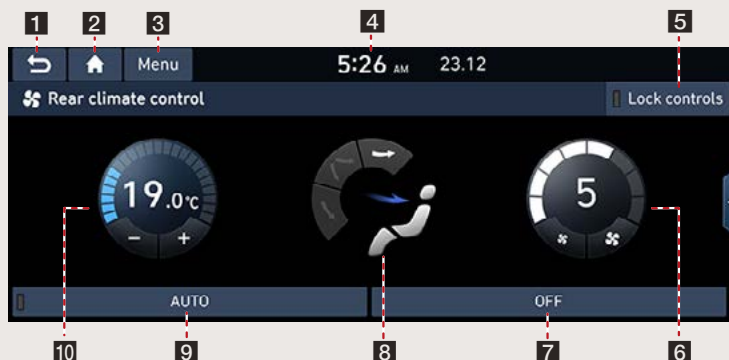 1 2 3 4 5
Menu 5:26 AM 23.12
Rear climate control Lock controls
19.0°C 5
− +
AUTO OFF
10 9 8 7 6